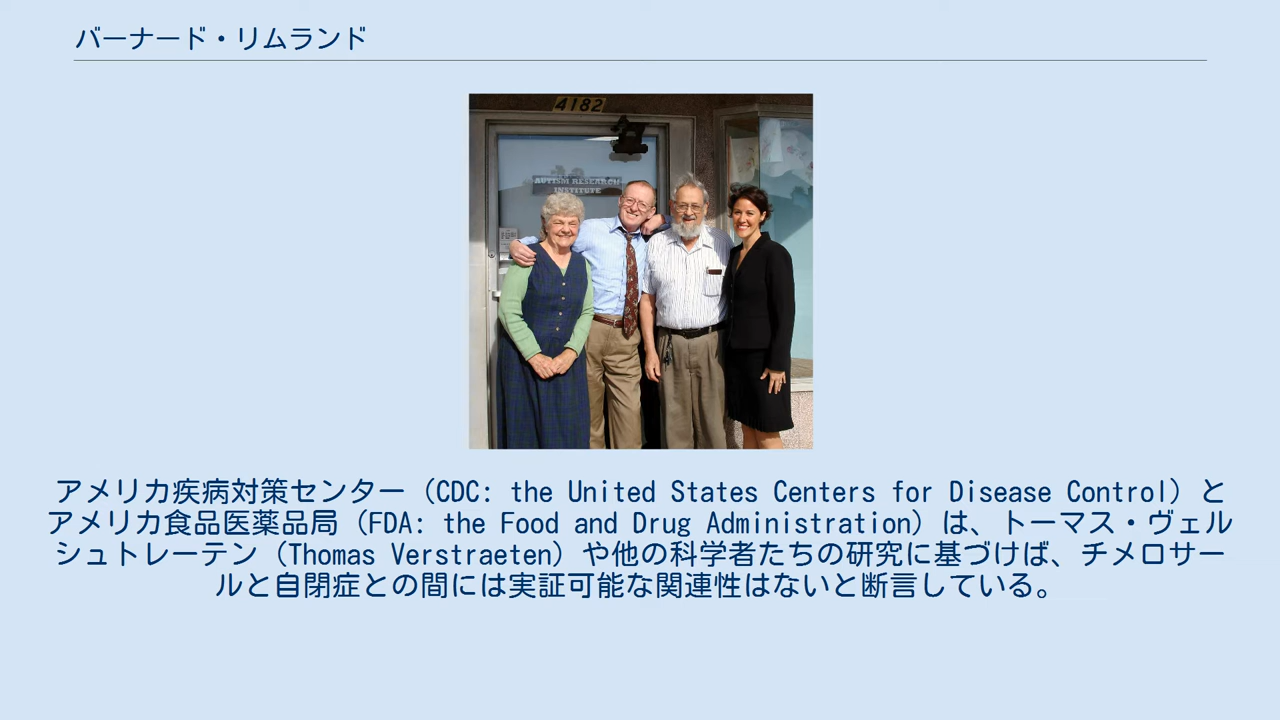 バーナード・リムランド
4182
AUTISM RESEARCH
INSTITUTE
アメリカ疾病対策センター（CDC: the United States Centers for Disease Control）と
アメリカ食品医薬品局（FDA: the Food and Drug Administration）は、トーマス・ヴェル
シュトレーテン（Thomas Verstraeten）や他の科学者たちの研究に基づけば、チメロサー
ルと自閉症との間には実証可能な関連性はないと断言している。